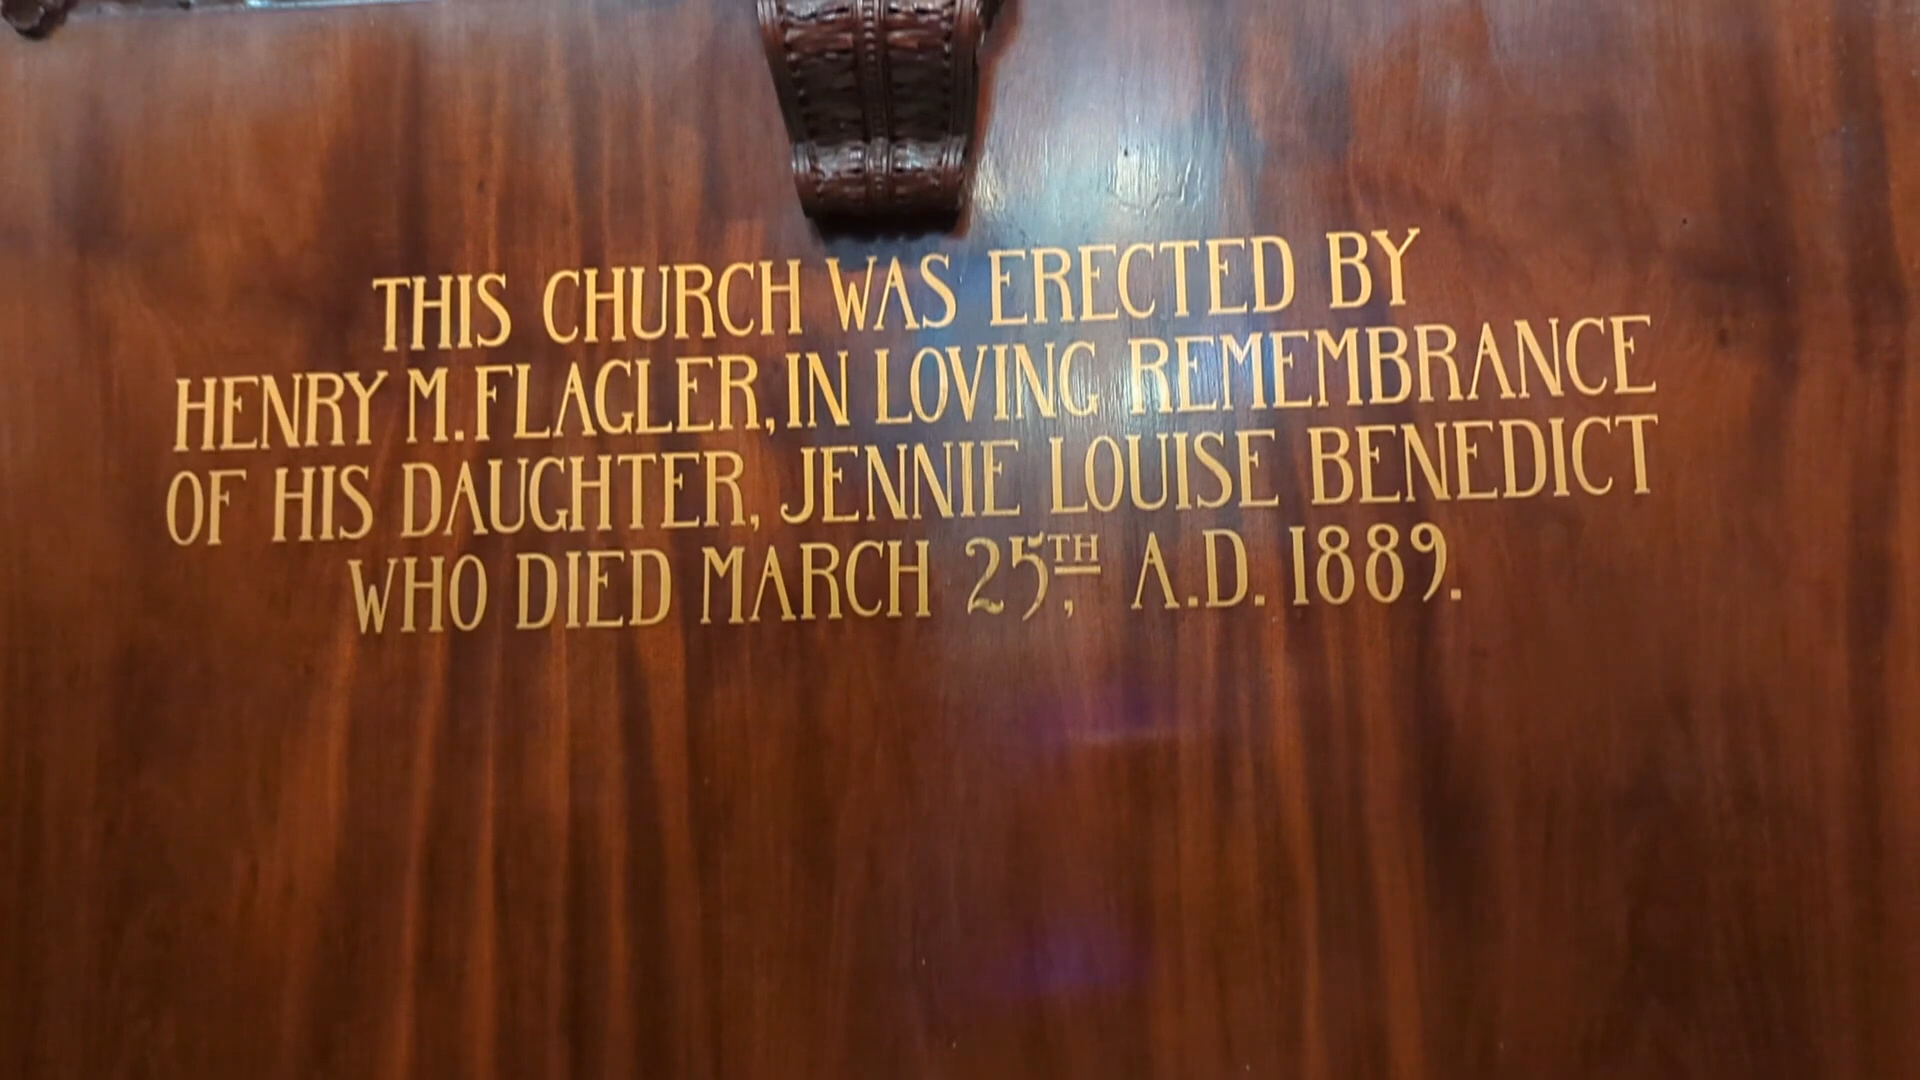 THIS CHURCH WAS ERECTED BY
HENRY M. FLAGLER, IN LOVING REMEMBRANCE
OF HIS DAUGHTER, JENNIE LOUISE BENEDICT
WHO DIED MARCH 25TH, A.D. 1889.